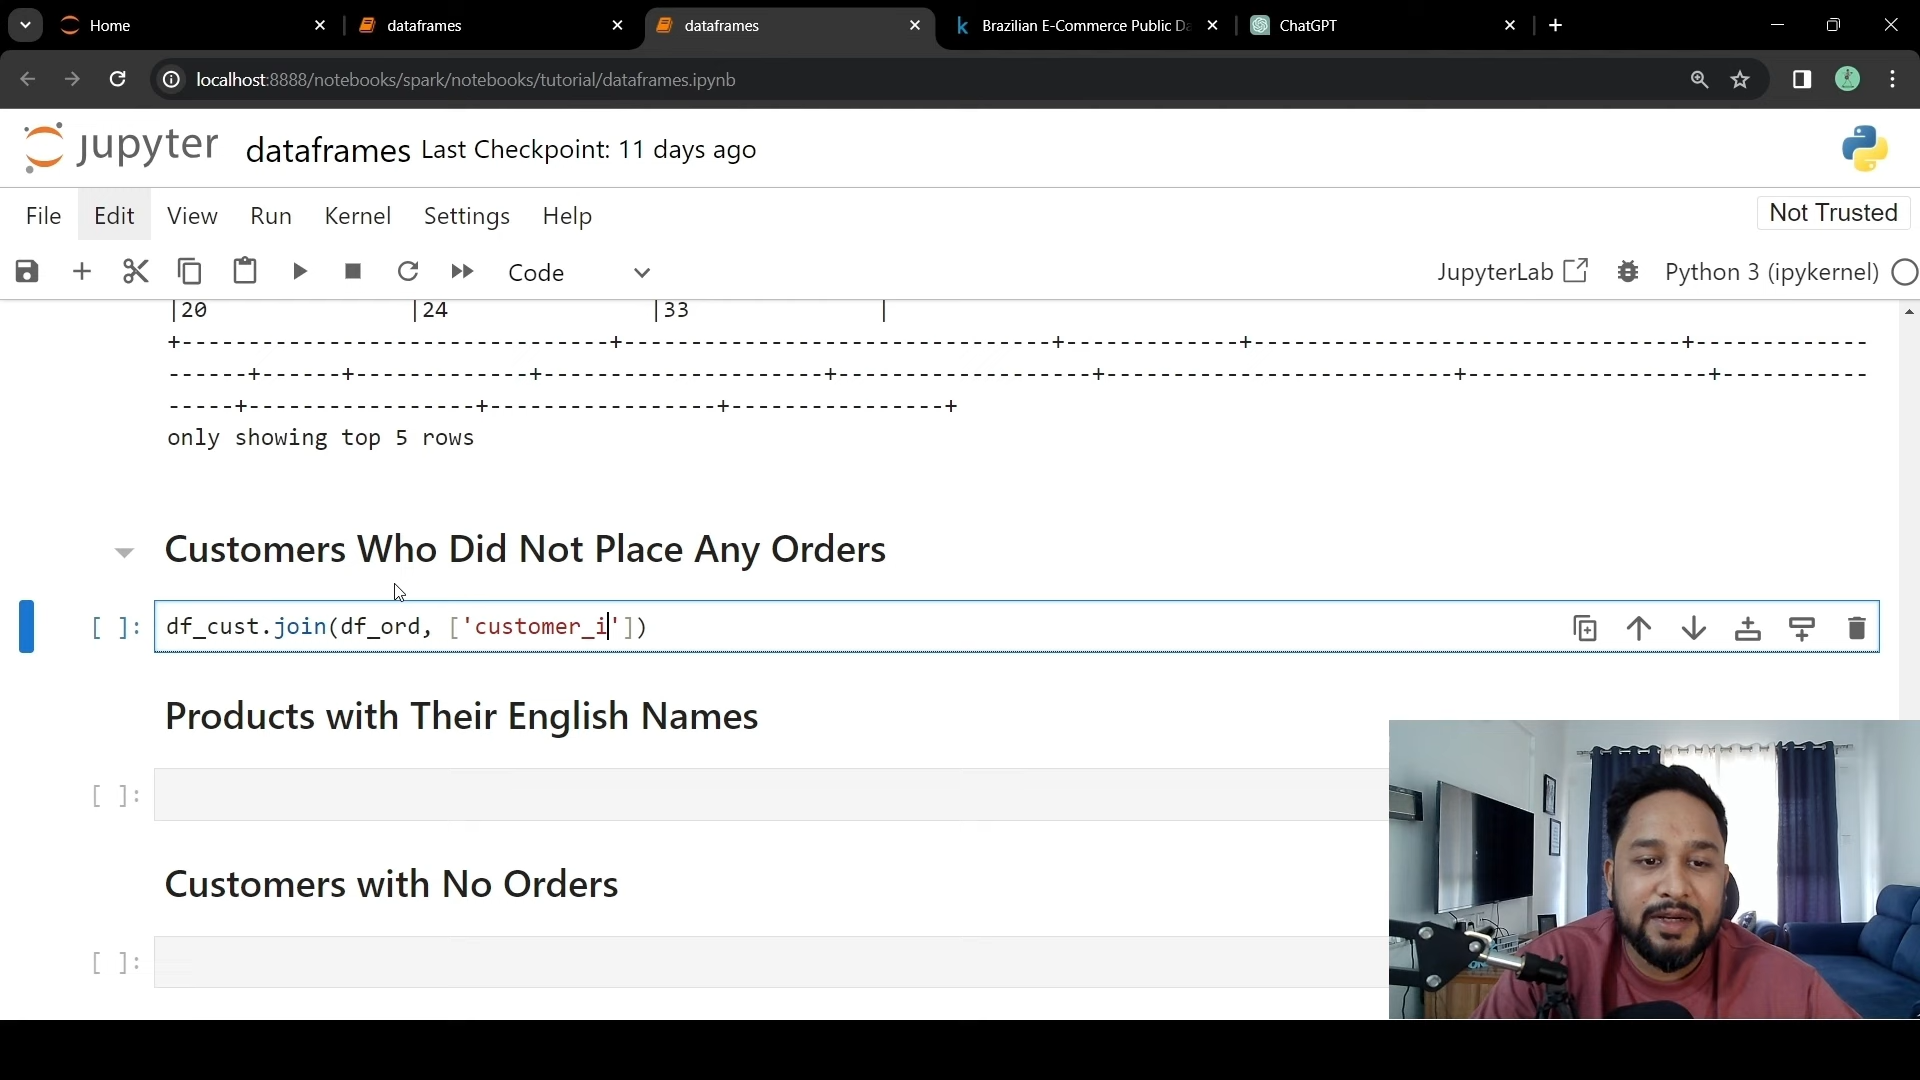 Home
dataframes
dataframes
Brazilian E-Commerce Public Da
ChatGPT
localhost:8888/notebooks/spark/notebooks/tutorial/dataframes.ipynb
jupyter dataframes Last Checkpoint: 11 days ago
File Edit View Run Kernel Settings Help
Not Trusted
Code
JupyterLab
Python 3 (ipykernel)
|20 |24 |33 |
+----------------------------------+--------------------------------+-------------+--------------------------------+-------------
------+------+-------------+---------------------+-------------------+--------------------------+------------------+-----------
-----+-----------------+-----------------+----------------+
only showing top 5 rows
Customers Who Did Not Place Any Orders
[ ]: df_cust.join(df_ord, ['customer_i'])
Products with Their English Names
[ ]:
Customers with No Orders
[ ]: